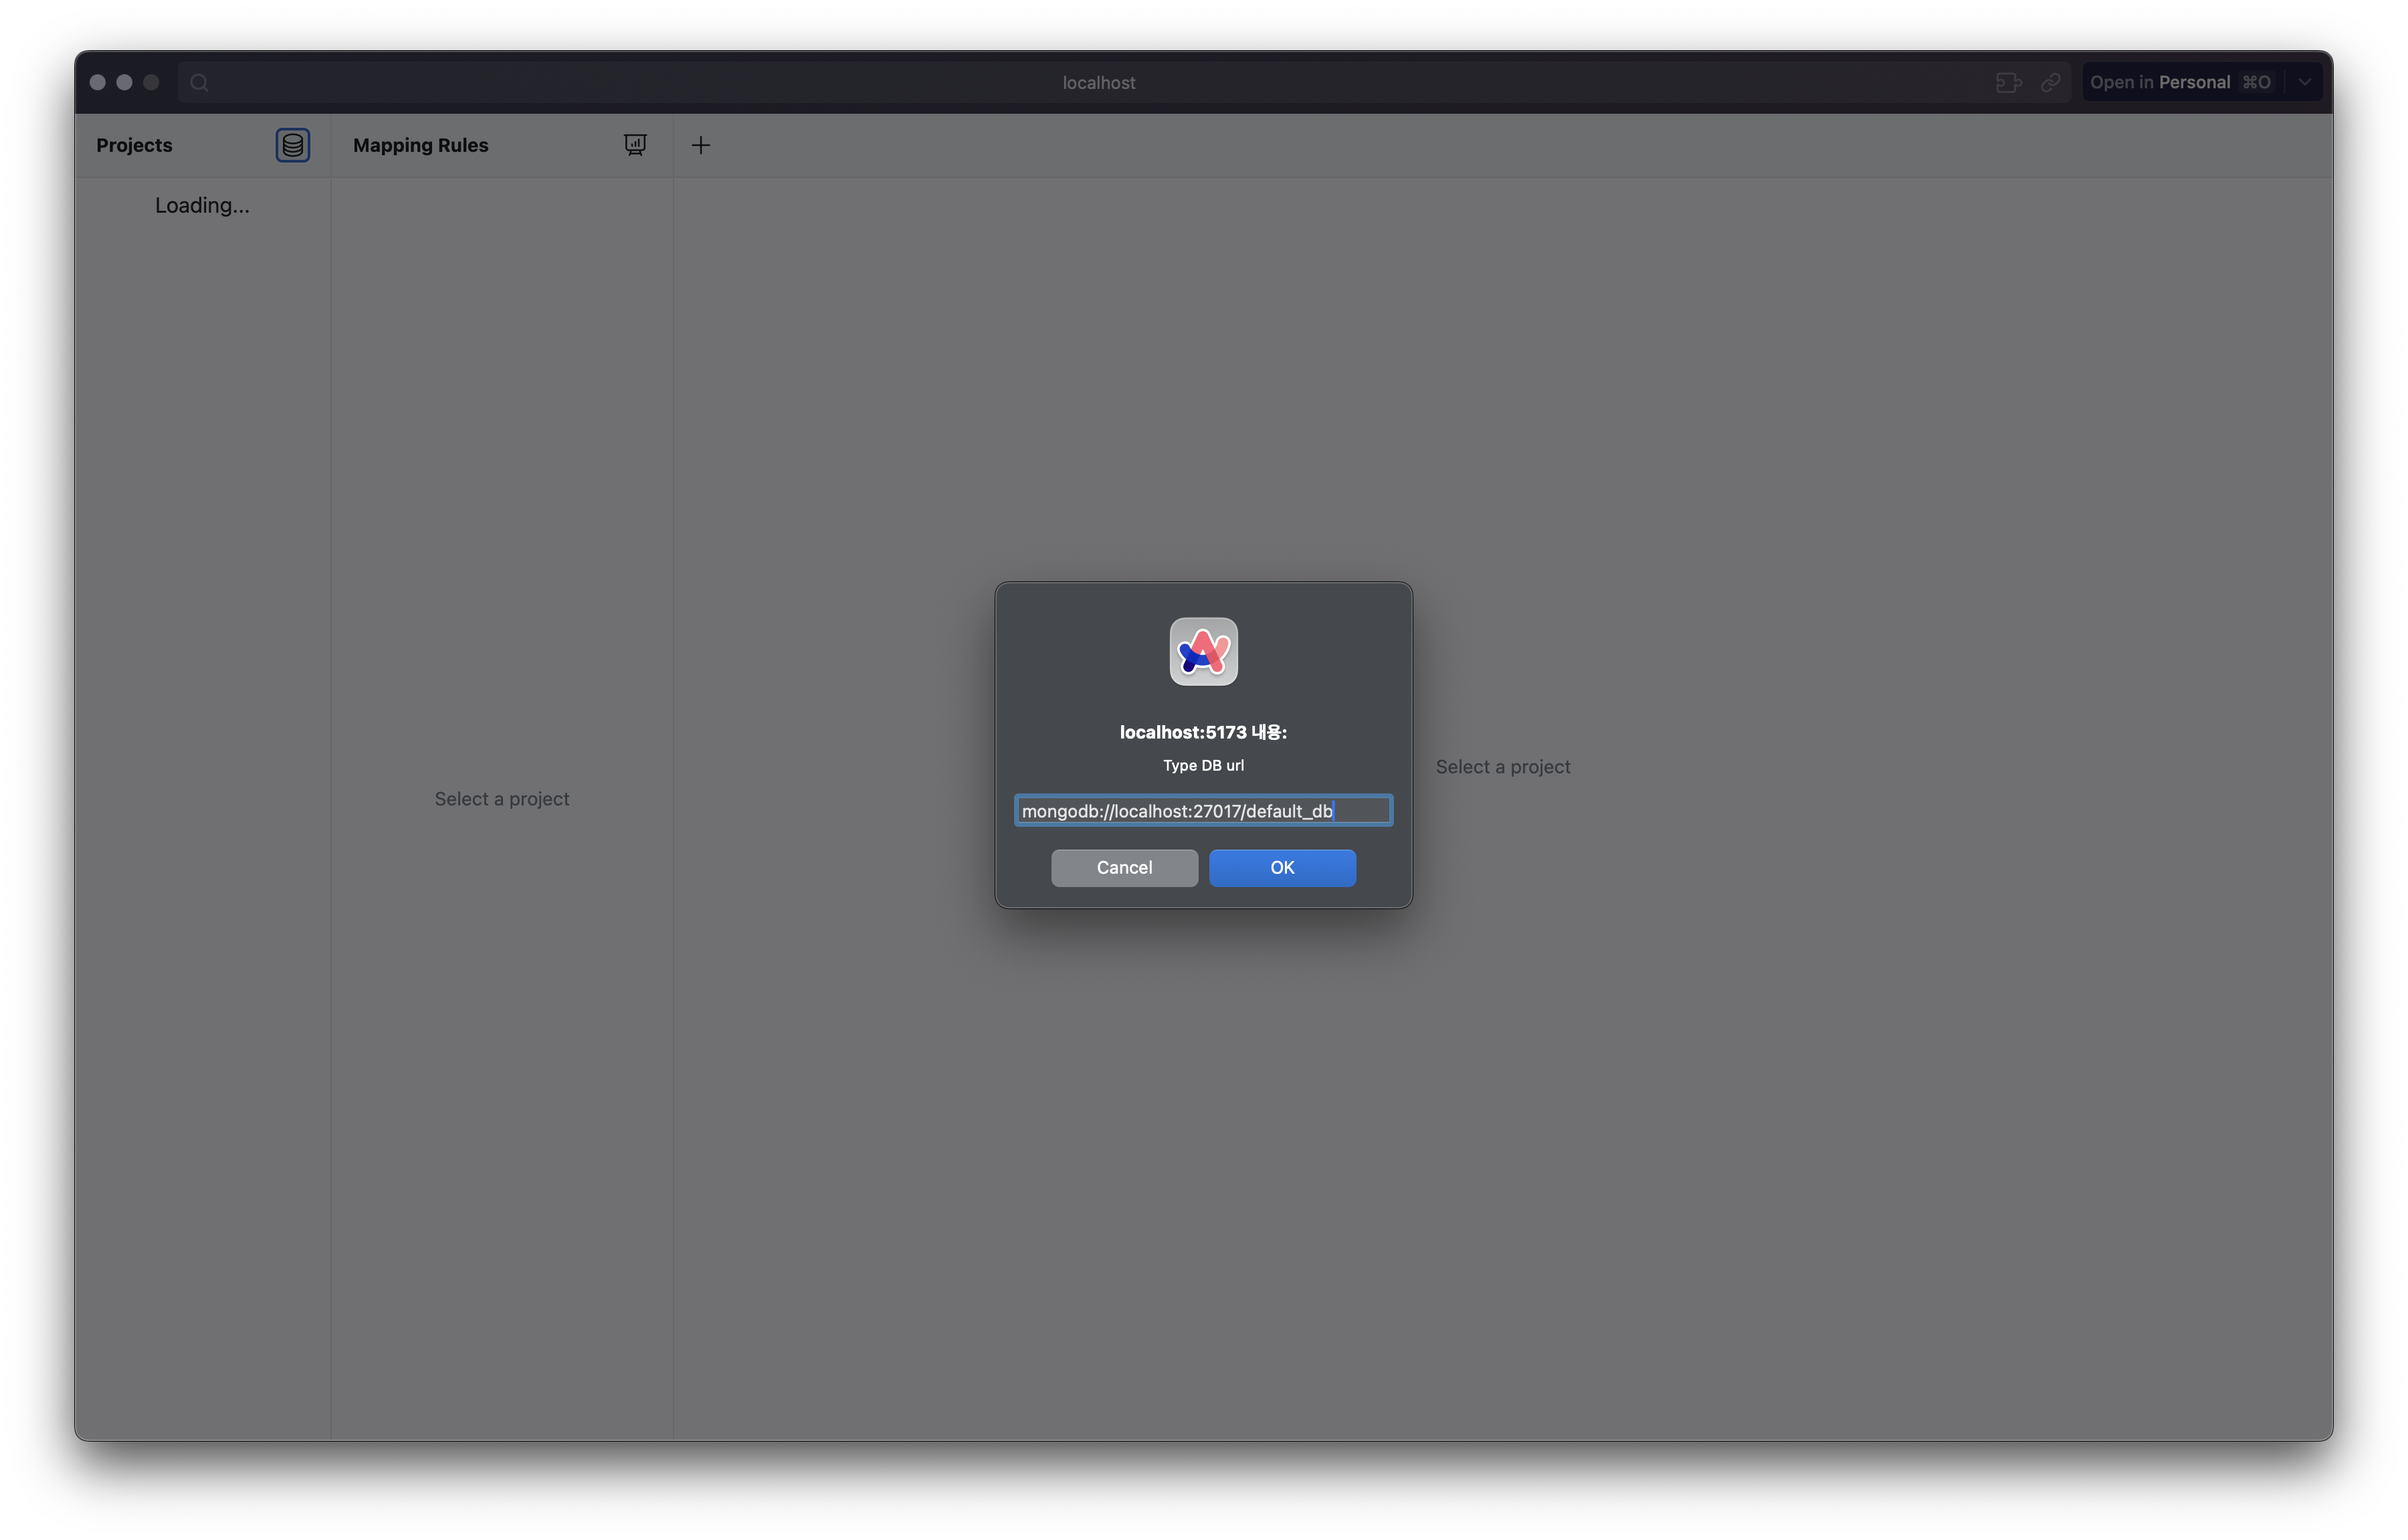 localhost
Open in Personal ⌘O
Projects
Mapping Rules
Loading...
Select a project
localhost:5173 내용:
Type DB url
mongodb://localhost:27017/default_db
Cancel
OK
Select a project